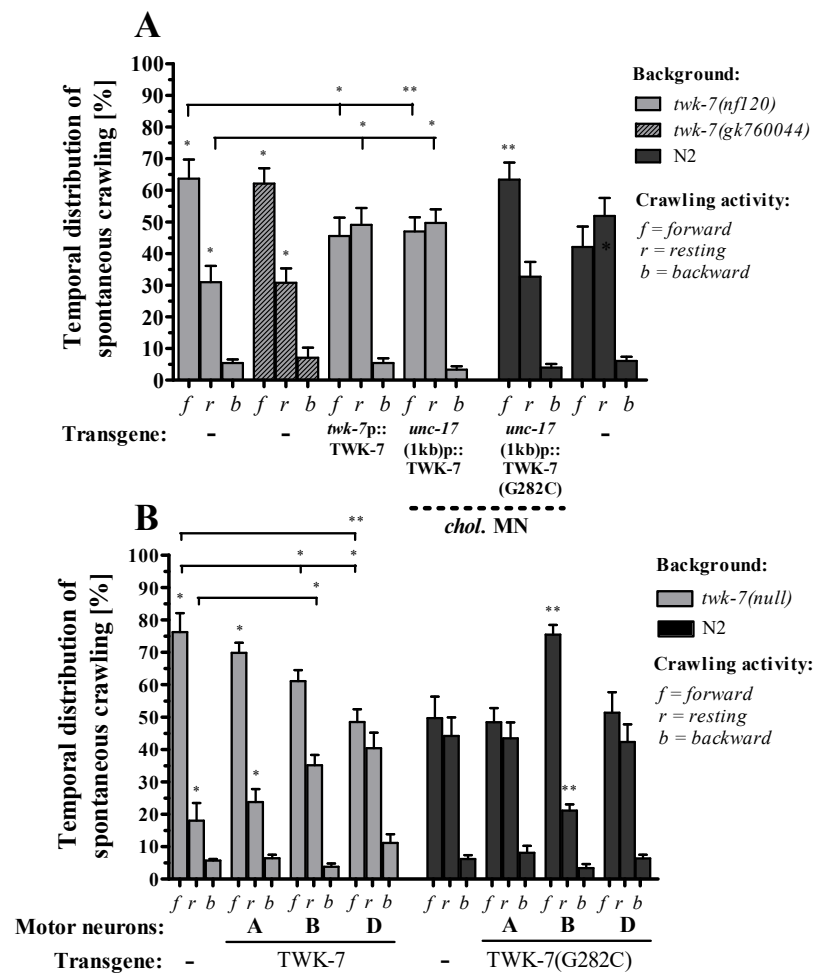 A
Temporal distribution of
spontaneous crawling [%]
100
90
80
70
60
50
40
30
20
10
0
* * * * * ** * * ** *
Background:
twk-7(nf120)
twk-7(gk760044)
N2
Crawling activity:
f = forward
r = resting
b = backward
f r b f r b f r b f r b f r b f r b
Transgene: - - twk-7p:: unc-17 unc-17 -
TWK-7 (1kb)p:: (1kb)p::
TWK-7 TWK-7
(G282C)
chol. MN
B
Temporal distribution of
spontaneous crawling [%]
100
90
80
70
60
50
40
30
20
10
0
**
* *
*
* * * * ** **
Background:
twk-7(null)
N2
Crawling activity:
f = forward
r = resting
b = backward
f r b f r b f r b f r b f r b f r b f r b f r b
Motor neurons: A B D A B D
Transgene: - TWK-7 - TWK-7(G282C)